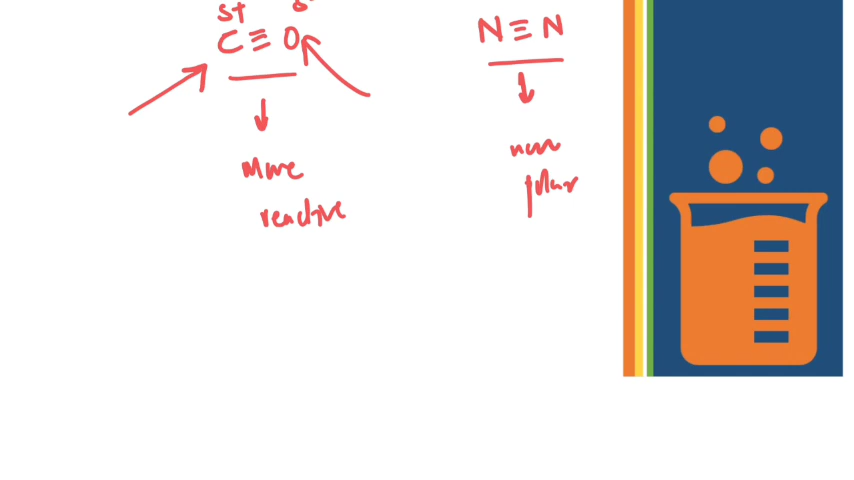 δ+
C≡O N≡N
More non
reactive polar